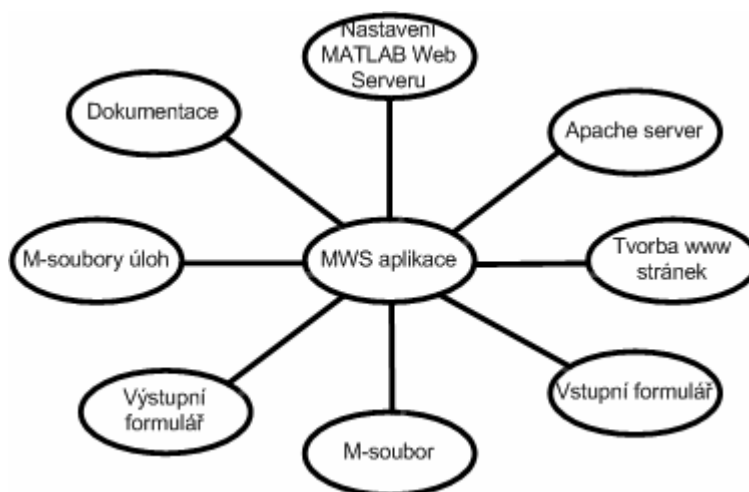 Nastavení
MATLAB Web
Serveru
Dokumentace
Apache server
M-soubory úloh
MWS aplikace
Tvorba www
stránek
Výstupní
formulář
Vstupní formulář
M-soubor